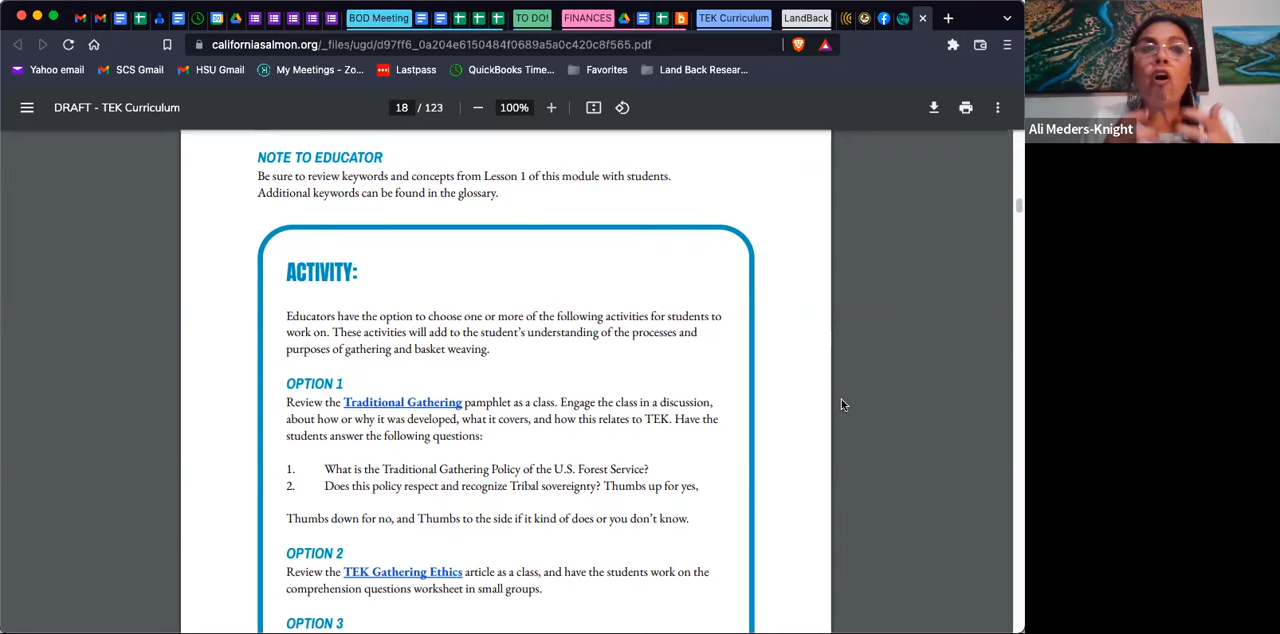 BOD Meeting TO DO! FINANCES TEK Curriculum LandBack
californiasalmon.org/_files/ugd/d97ff6_0a204e6150484f0689a5a0c420c8f565.pdf
Yahoo email SCS Gmail HSU Gmail My Meetings - Zo... Lastpass QuickBooks Time... Favorites Land Back Resear...
DRAFT - TEK Curriculum 18 / 123 100%
Ali Meders-Knight
NOTE TO EDUCATOR
Be sure to review keywords and concepts from Lesson 1 of this module with students.
Additional keywords can be found in the glossary.
ACTIVITY:
Educators have the option to choose one or more of the following activities for students to
work on. These activities will add to the student’s understanding of the processes and
purposes of gathering and basket weaving.
OPTION 1
Review the Traditional Gathering pamphlet as a class. Engage the class in a discussion,
about how or why it was developed, what it covers, and how this relates to TEK. Have the
students answer the following questions:
1. What is the Traditional Gathering Policy of the U.S. Forest Service?
2. Does this policy respect and recognize Tribal sovereignty? Thumbs up for yes,
Thumbs down for no, and Thumbs to the side if it kind of does or you don’t know.
OPTION 2
Review the TEK Gathering Ethics article as a class, and have the students work on the
comprehension questions worksheet in small groups.
OPTION 3